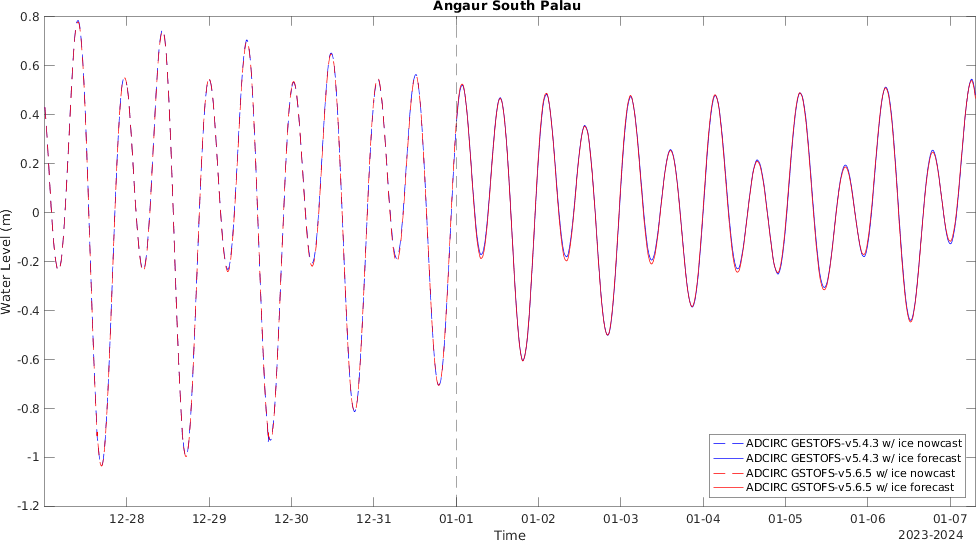 Angaur South Palau
0.8
0.6
0.4
0.2
0
-0.2
-0.4
-0.6
-0.8
-1
-1.2
Water Level (m)
ADCIRC GESTOFS-v5.4.3 w/ ice nowcast
ADCIRC GESTOFS-v5.4.3 w/ ice forecast
ADCIRC GSTOFS-v5.6.5 w/ ice nowcast
ADCIRC GSTOFS-v5.6.5 w/ ice forecast
12-28 12-29 12-30 12-31 01-01 01-02 01-03 01-04 01-05 01-06 01-07
Time
2023-2024